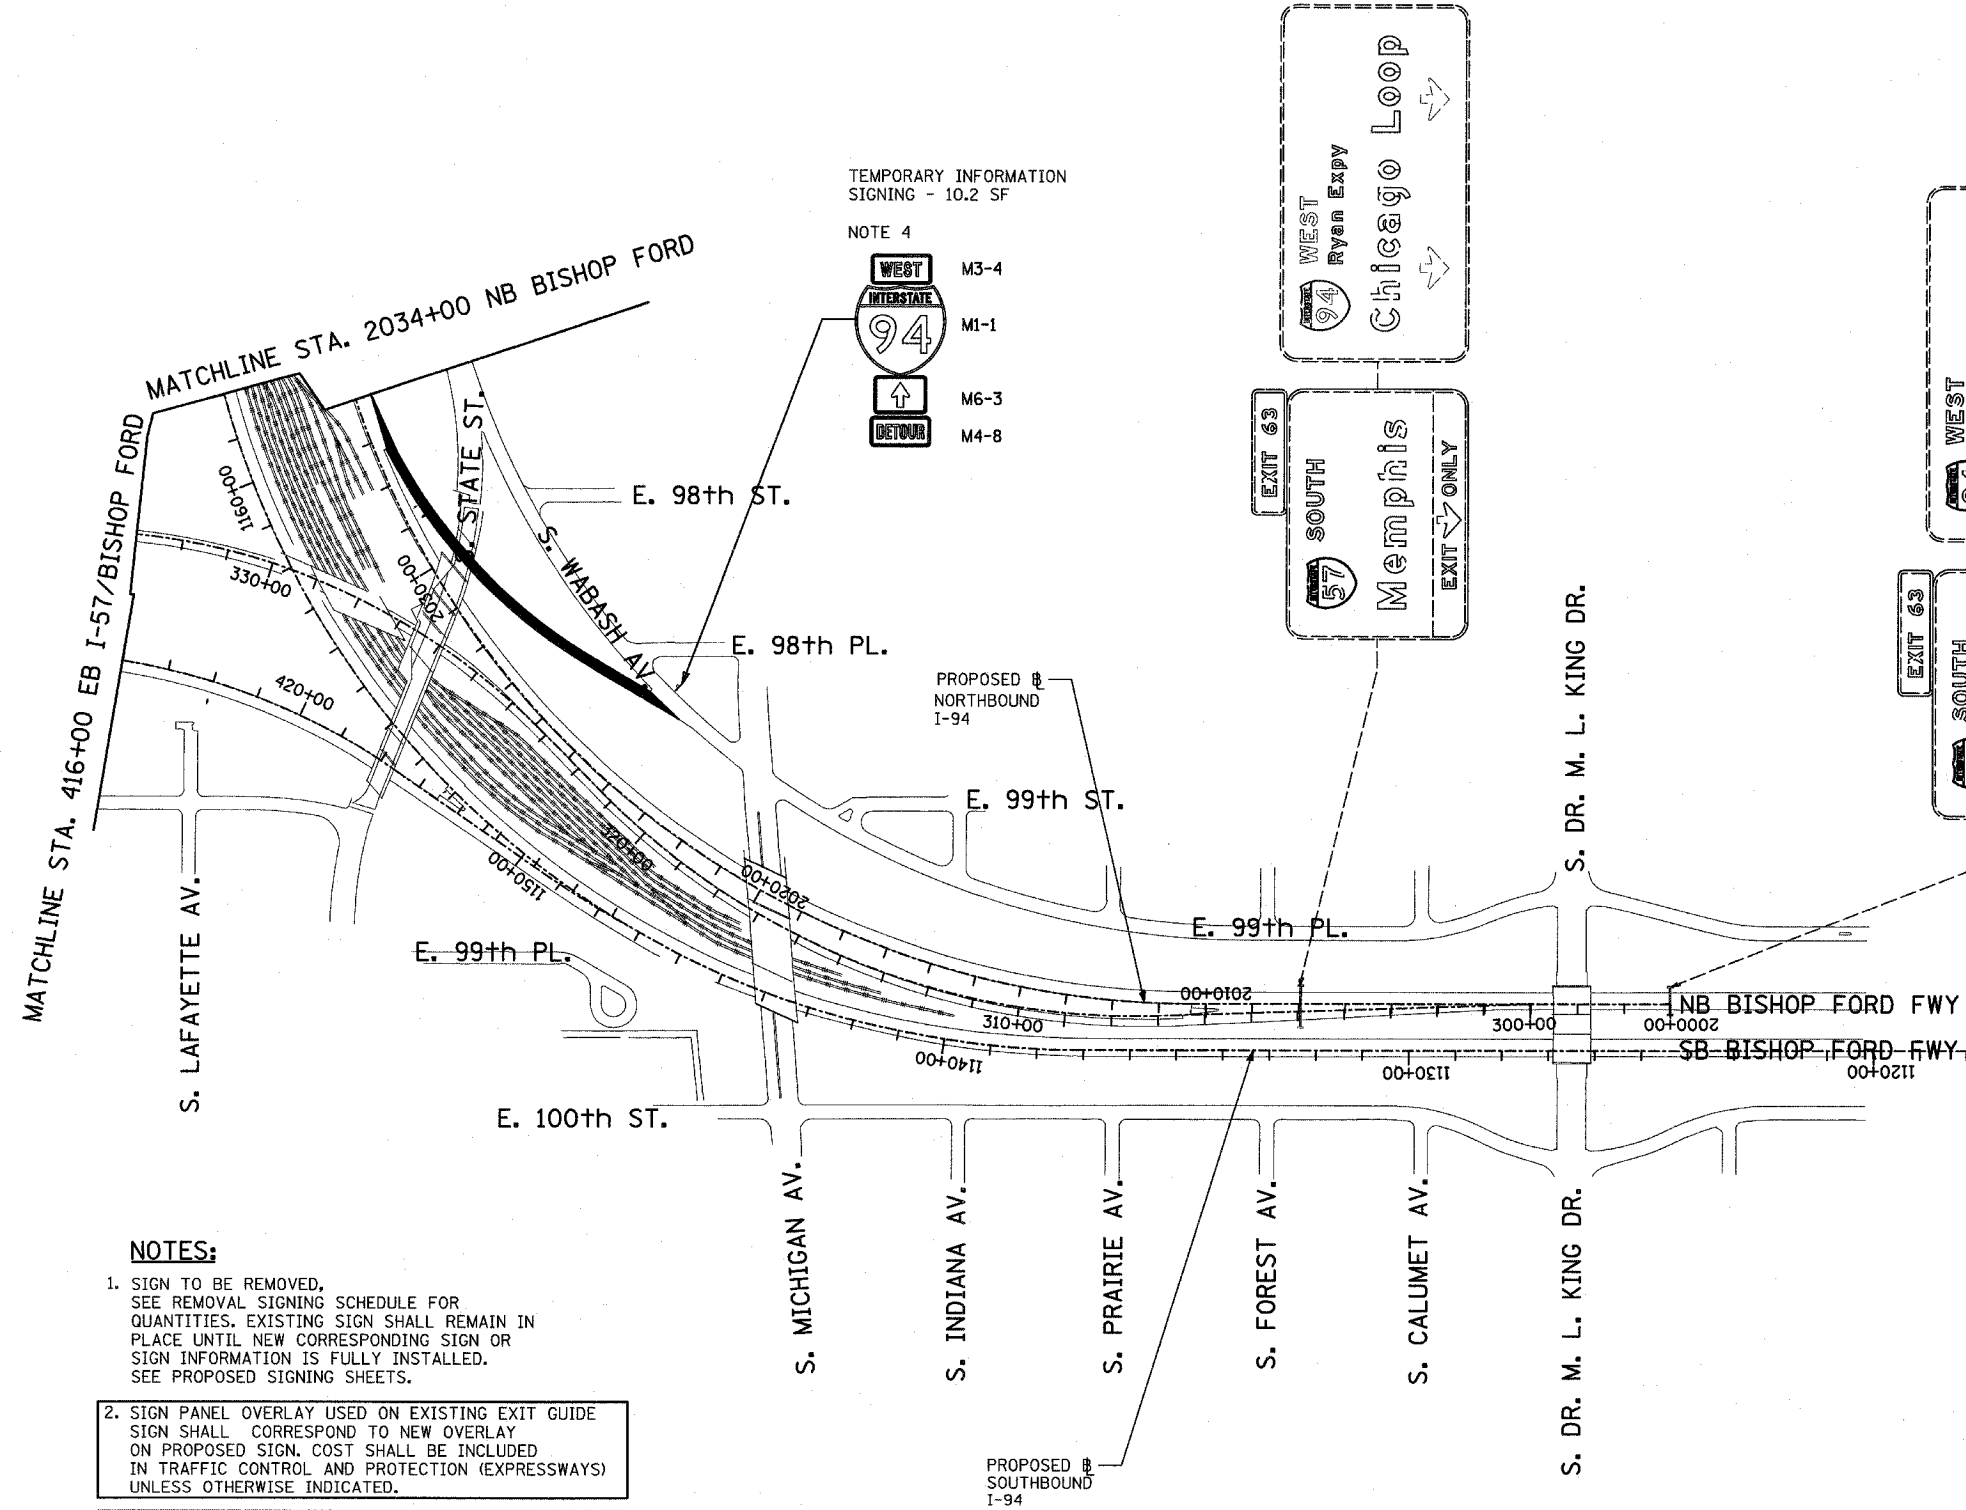 TEMPORARY INFORMATION
SIGNING - 10.2 SF
NOTE 4
WEST M3-4
INTERSTATE
94 M1-1
M6-3
DETOUR M4-8
94 WEST
Ryan Expy
Chicago Loop
EXIT 63
57 SOUTH
Memphis
EXIT ONLY
WEST
EXIT 63
SOUTH
MATCHLINE STA. 2034+00 NB BISHOP FORD
MATCHLINE STA. 416+00 EB I-57/BISHOP FORD
S. STATE ST.
E. 98th ST.
S. WABASH AV.
E. 98th PL.
1160+00
330+00
2030+00
420+00
PROPOSED ℄
NORTHBOUND
I-94
S. DR. M. L. KING DR.
E. 99th ST.
320+00
1150+00
2020+00
E. 99th PL.
E. 99th PL.
S. LAFAYETTE AV.
2010+00
310+00
300+00
2000+00
NB BISHOP FORD FWY
SB BISHOP FORD FWY
1140+00
1130+00
1120+00
E. 100th ST.
S. MICHIGAN AV.
S. INDIANA AV.
S. PRAIRIE AV.
S. FOREST AV.
S. CALUMET AV.
S. DR. M. L. KING DR.
PROPOSED ℄
SOUTHBOUND
I-94
NOTES:
1. SIGN TO BE REMOVED,
SEE REMOVAL SIGNING SCHEDULE FOR
QUANTITIES. EXISTING SIGN SHALL REMAIN IN
PLACE UNTIL NEW CORRESPONDING SIGN OR
SIGN INFORMATION IS FULLY INSTALLED.
SEE PROPOSED SIGNING SHEETS.
2. SIGN PANEL OVERLAY USED ON EXISTING EXIT GUIDE
SIGN SHALL CORRESPOND TO NEW OVERLAY
ON PROPOSED SIGN. COST SHALL BE INCLUDED
IN TRAFFIC CONTROL AND PROTECTION (EXPRESSWAYS)
UNLESS OTHERWISE INDICATED.